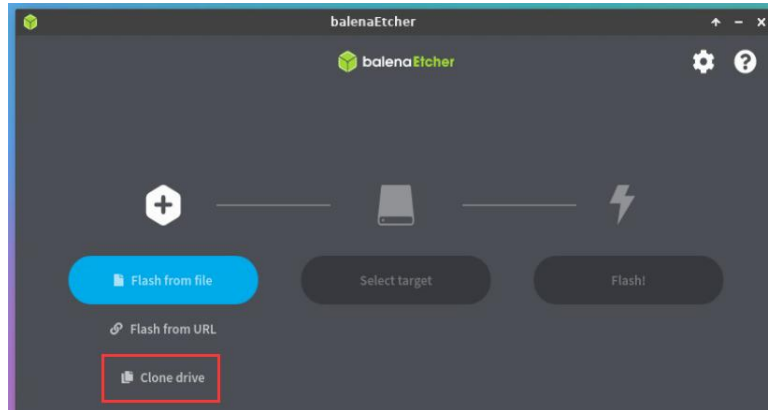 balenaEtcher
balenaEtcher
Flash from file
Select target
Flash!
Flash from URL
Clone drive